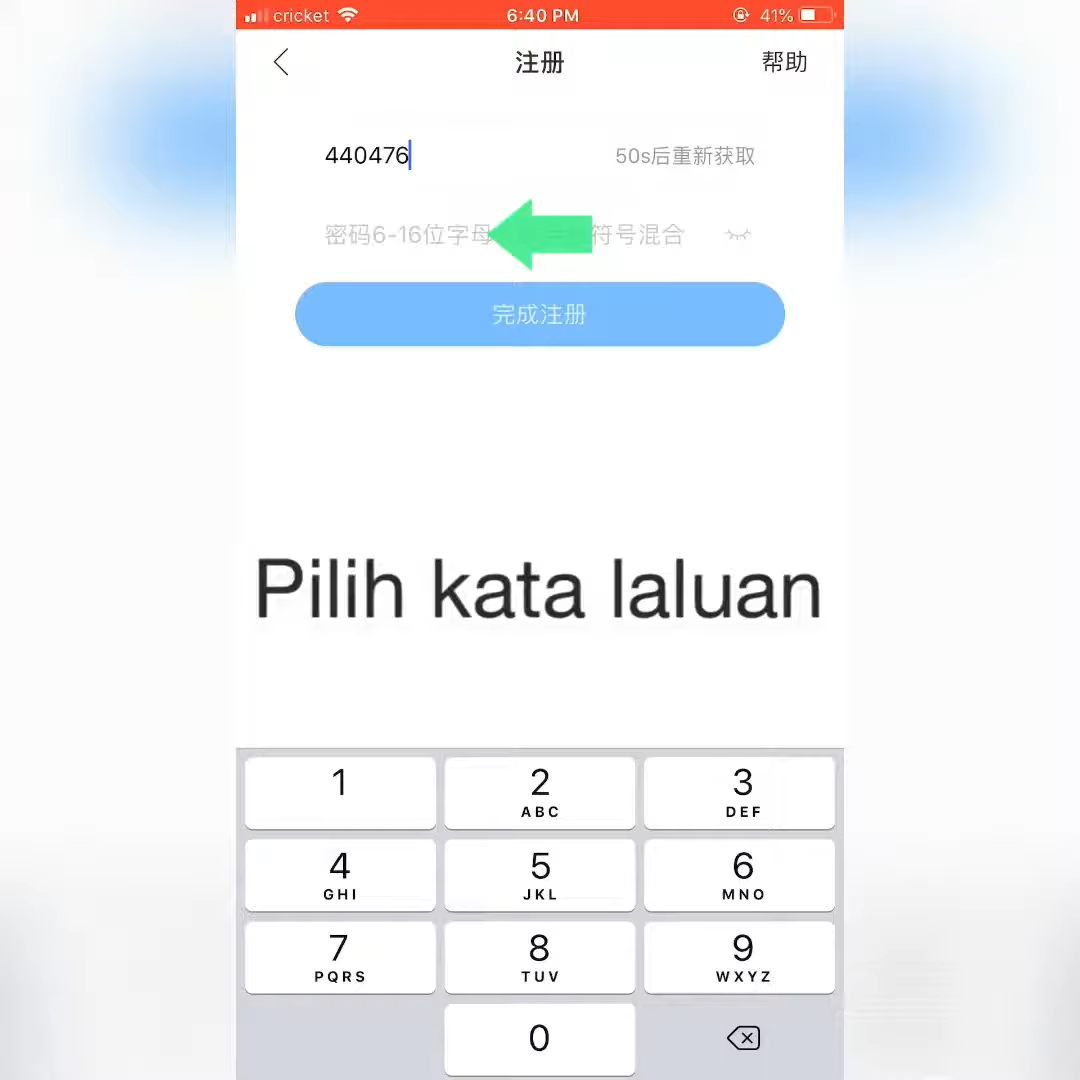 cricket 6:40 PM 41%
注册 帮助
440476 50s后重新获取
密码6-16位字母 符号混合
完成注册
Pilih kata laluan
1 2 3
ABC DEF
4 5 6
GHI JKL MNO
7 8 9
PQRS TUV WXYZ
0